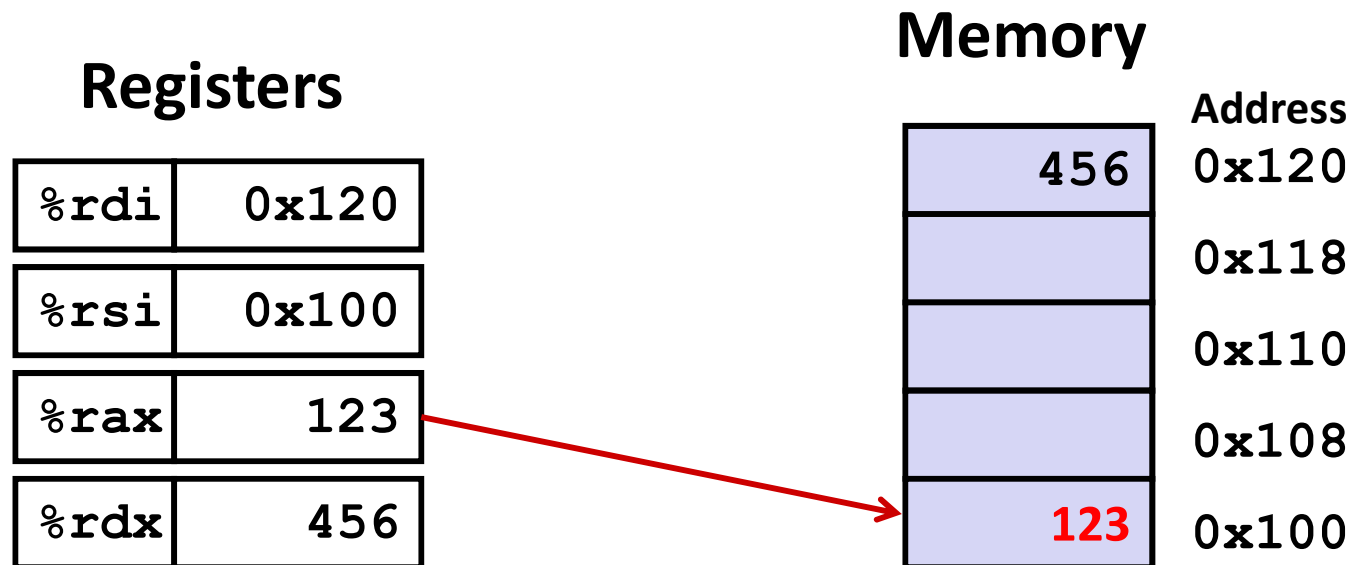 Registers
%rdi 0x120
%rsi 0x100
%rax 123
%rdx 456
Memory
Address
456 0x120
0x118
0x110
0x108
123 0x100